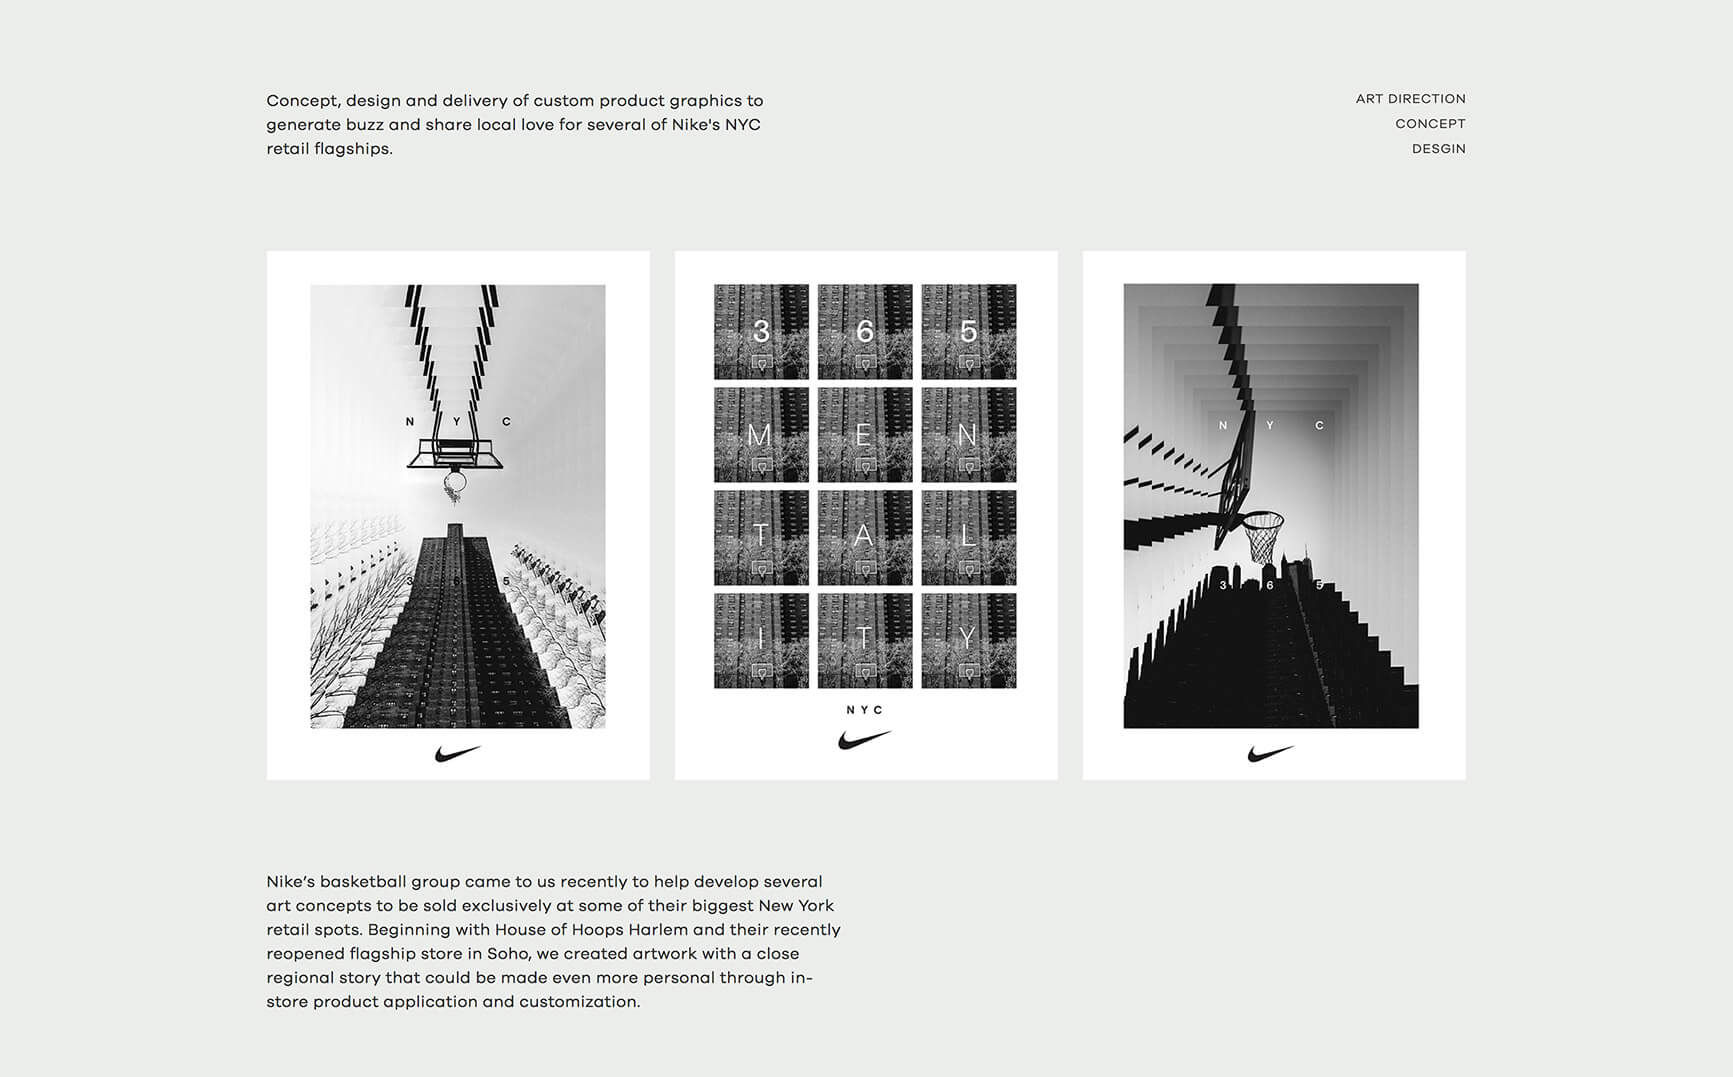 Concept, design and delivery of custom product graphics to
generate buzz and share local love for several of Nike's NYC
retail flagships.
ART DIRECTION
CONCEPT
DESGIN
N Y C
3 6 5
3 6 5
M E N
T A L
I T Y
NYC
N Y C
3 6 5
Nike’s basketball group came to us recently to help develop several
art concepts to be sold exclusively at some of their biggest New York
retail spots. Beginning with House of Hoops Harlem and their recently
reopened flagship store in Soho, we created artwork with a close
regional story that could be made even more personal through in-
store product application and customization.